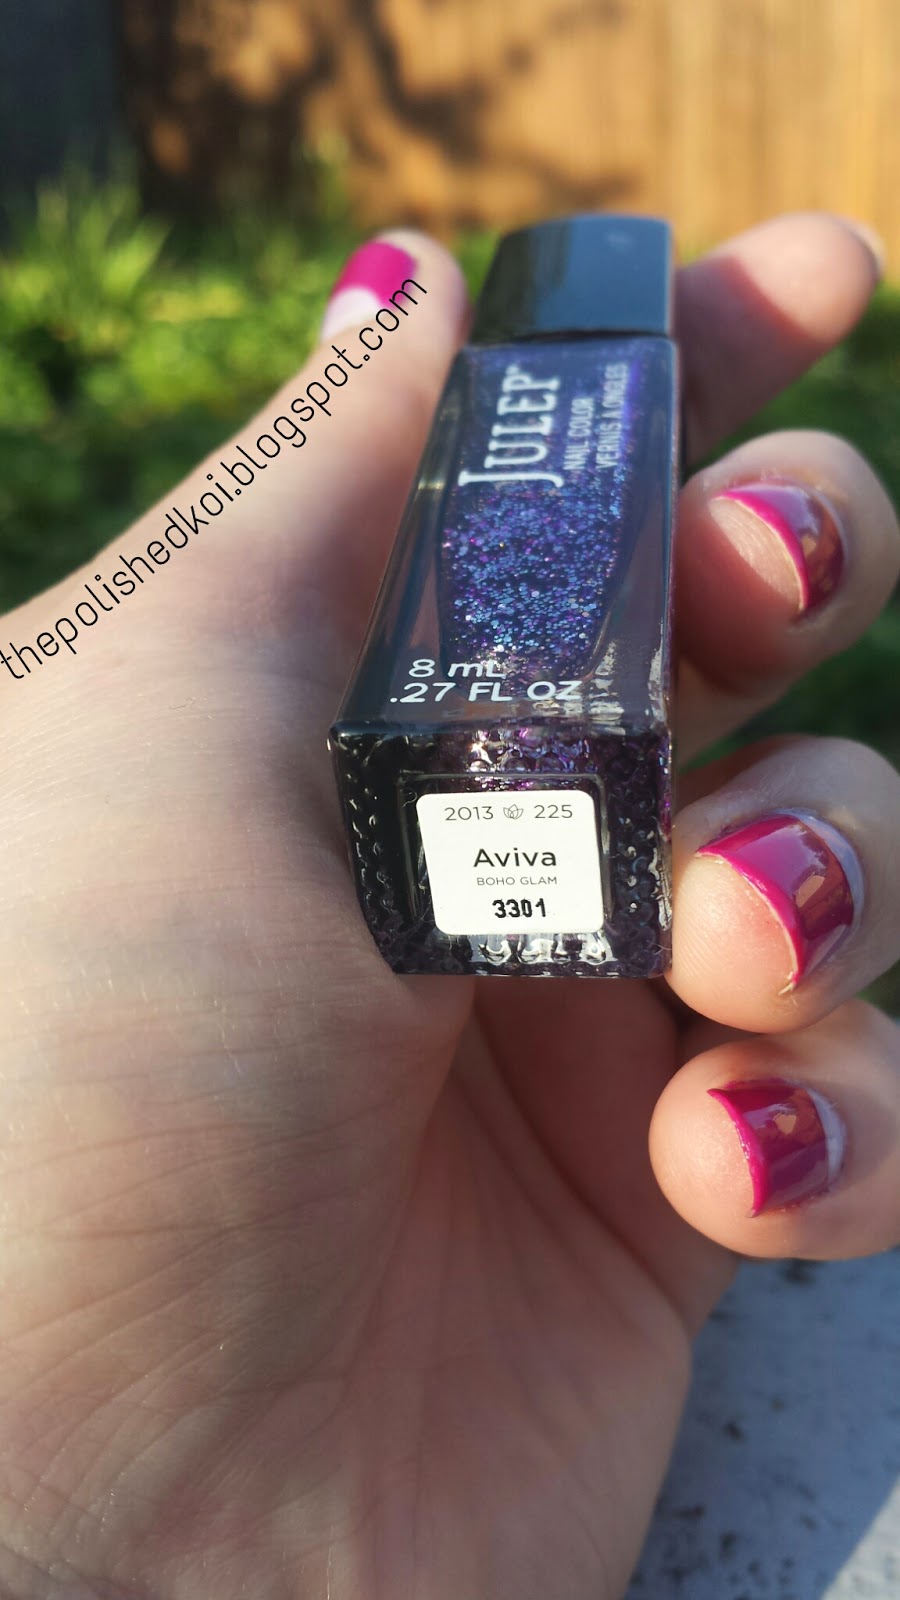 thepolishedkoi.blogspot.com
JULEP®
NAIL COLOR
VERNIS À ONGLES
8 mL
.27 FL OZ
2013 225
Aviva
BOHO GLAM
3301